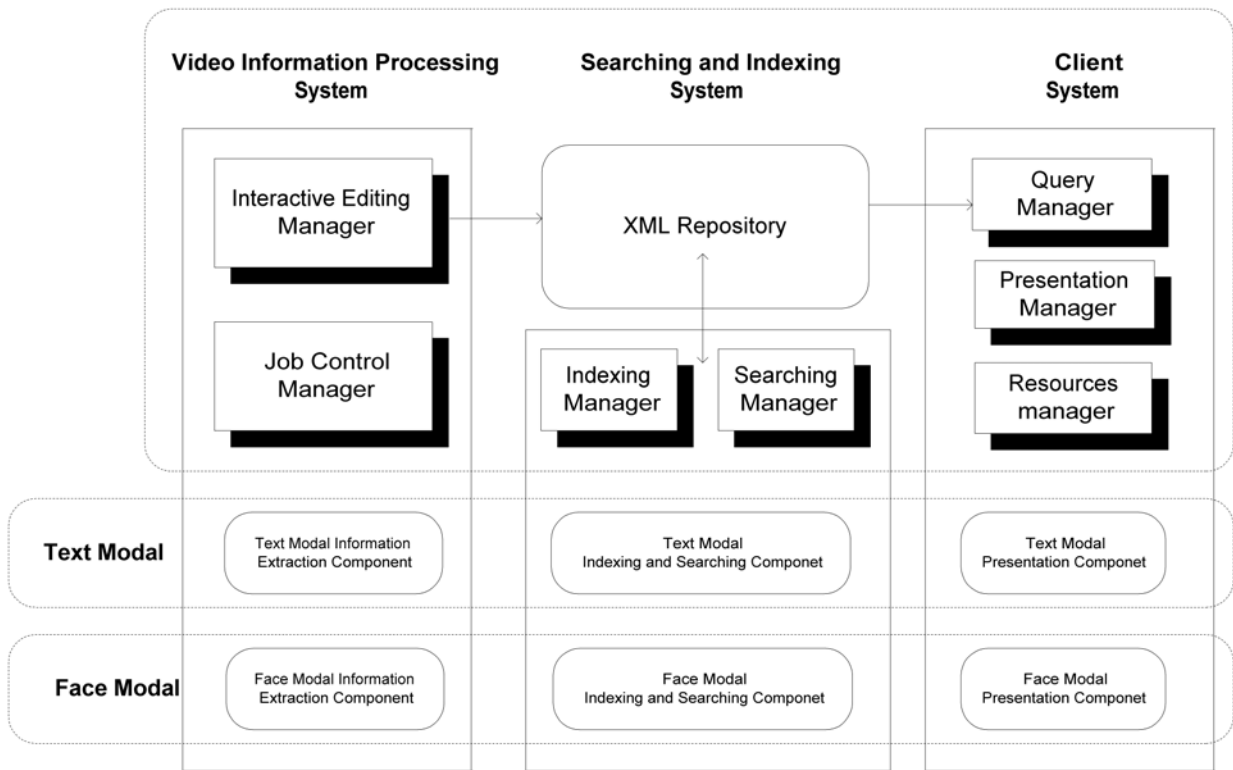 Video Information Processing
System
Searching and Indexing
System
Client
System
Interactive Editing
Manager
XML Repository
Query
Manager
Presentation
Manager
Job Control
Manager
Indexing
Manager
Searching
Manager
Resources
manager
Text Modal
Text Modal Information
Extraction Component
Text Modal
Indexing and Searching Componet
Text Modal
Presentation Componet
Face Modal
Face Modal Information
Extraction Component
Face Modal
Indexing and Searching Componet
Face Modal
Presentation Componet